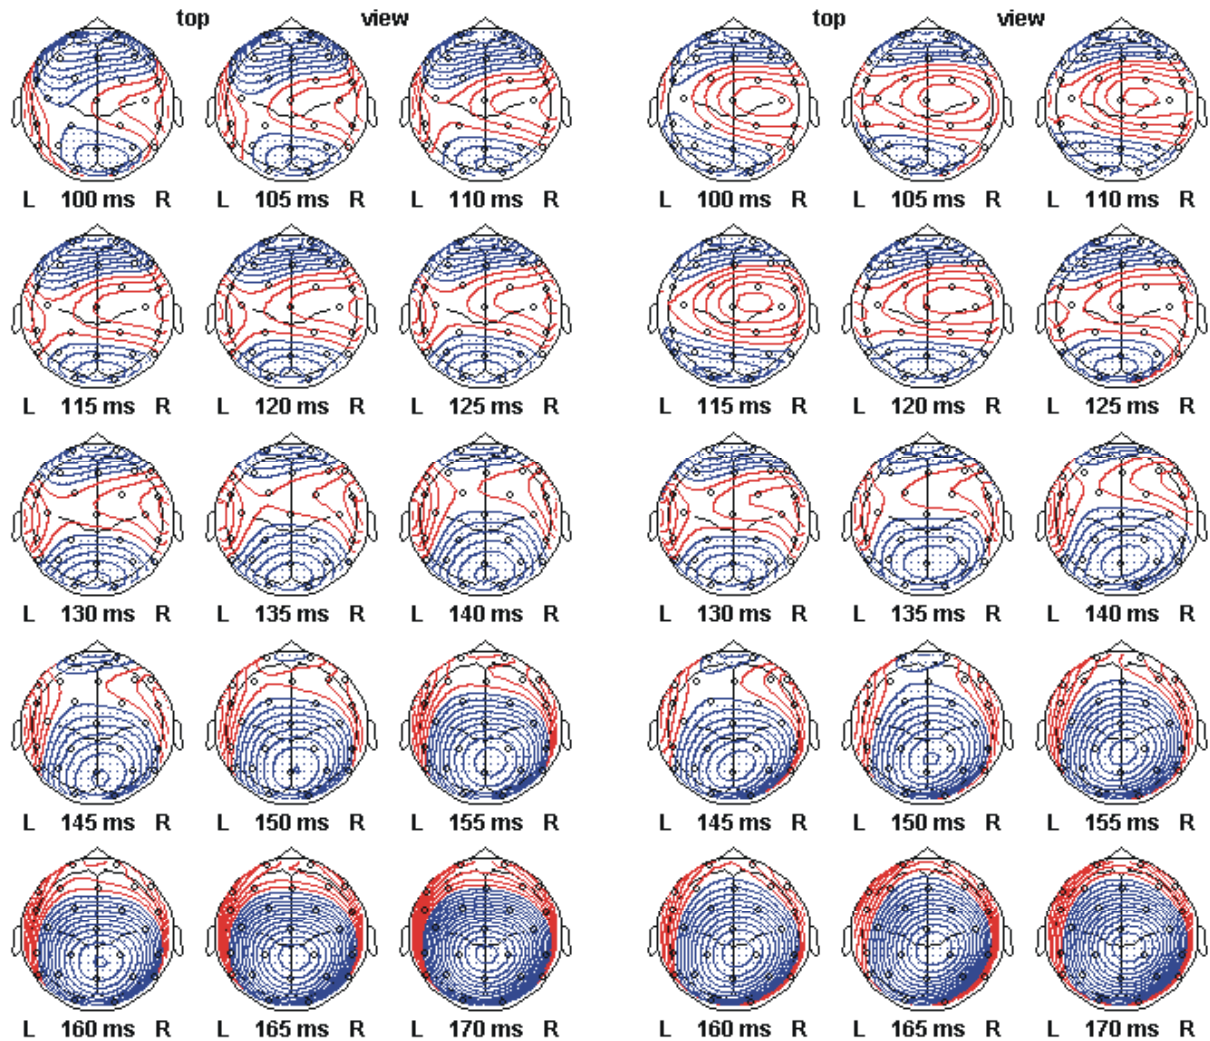 top view top view
L 100 ms R L 105 ms R L 110 ms R L 100 ms R L 105 ms R L 110 ms R
L 115 ms R L 120 ms R L 125 ms R L 115 ms R L 120 ms R L 125 ms R
L 130 ms R L 135 ms R L 140 ms R L 130 ms R L 135 ms R L 140 ms R
L 145 ms R L 150 ms R L 155 ms R L 145 ms R L 150 ms R L 155 ms R
L 160 ms R L 165 ms R L 170 ms R L 160 ms R L 165 ms R L 170 ms R